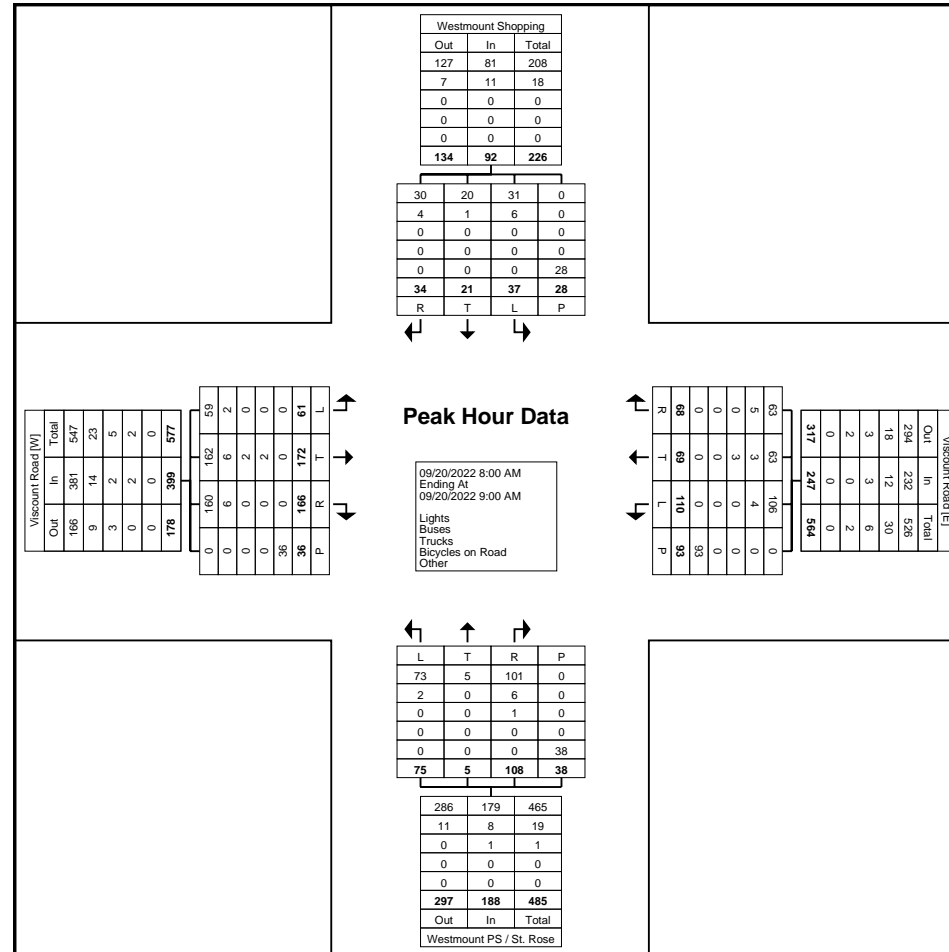 Westmount Shopping
Out In Total
127 81 208
7 11 18
0 0 0
0 0 0
0 0 0
134 92 226
30 20 31 0
4 1 6 0
0 0 0 0
0 0 0 0
0 0 0 28
34 21 37 28
R T L P
Viscount Road [W]
Total 547 23 5 2 0 577
In 381 14 2 2 0 399
Out 166 9 3 0 0 178
59 2 0 0 0 61 L
162 6 2 2 0 172 T
160 6 0 0 0 166 R
0 0 0 0 36 36 P
Peak Hour Data
09/20/2022 8:00 AM
Ending At
09/20/2022 9:00 AM
Lights
Buses
Trucks
Bicycles on Road
Other
R 68 0 0 0 5 63
T 69 0 0 3 3 63
L 110 0 0 0 4 106
P 93 93 0 0 0 0
317 0 2 3 18 294 Out
247 0 0 3 12 232 In
564 0 2 6 30 526 Total
Viscount Road [E]
L T R P
73 5 101 0
2 0 6 0
0 0 1 0
0 0 0 0
0 0 0 38
75 5 108 38
286 179 465
11 8 19
0 1 1
0 0 0
0 0 0
297 188 485
Out In Total
Westmount PS / St. Rose